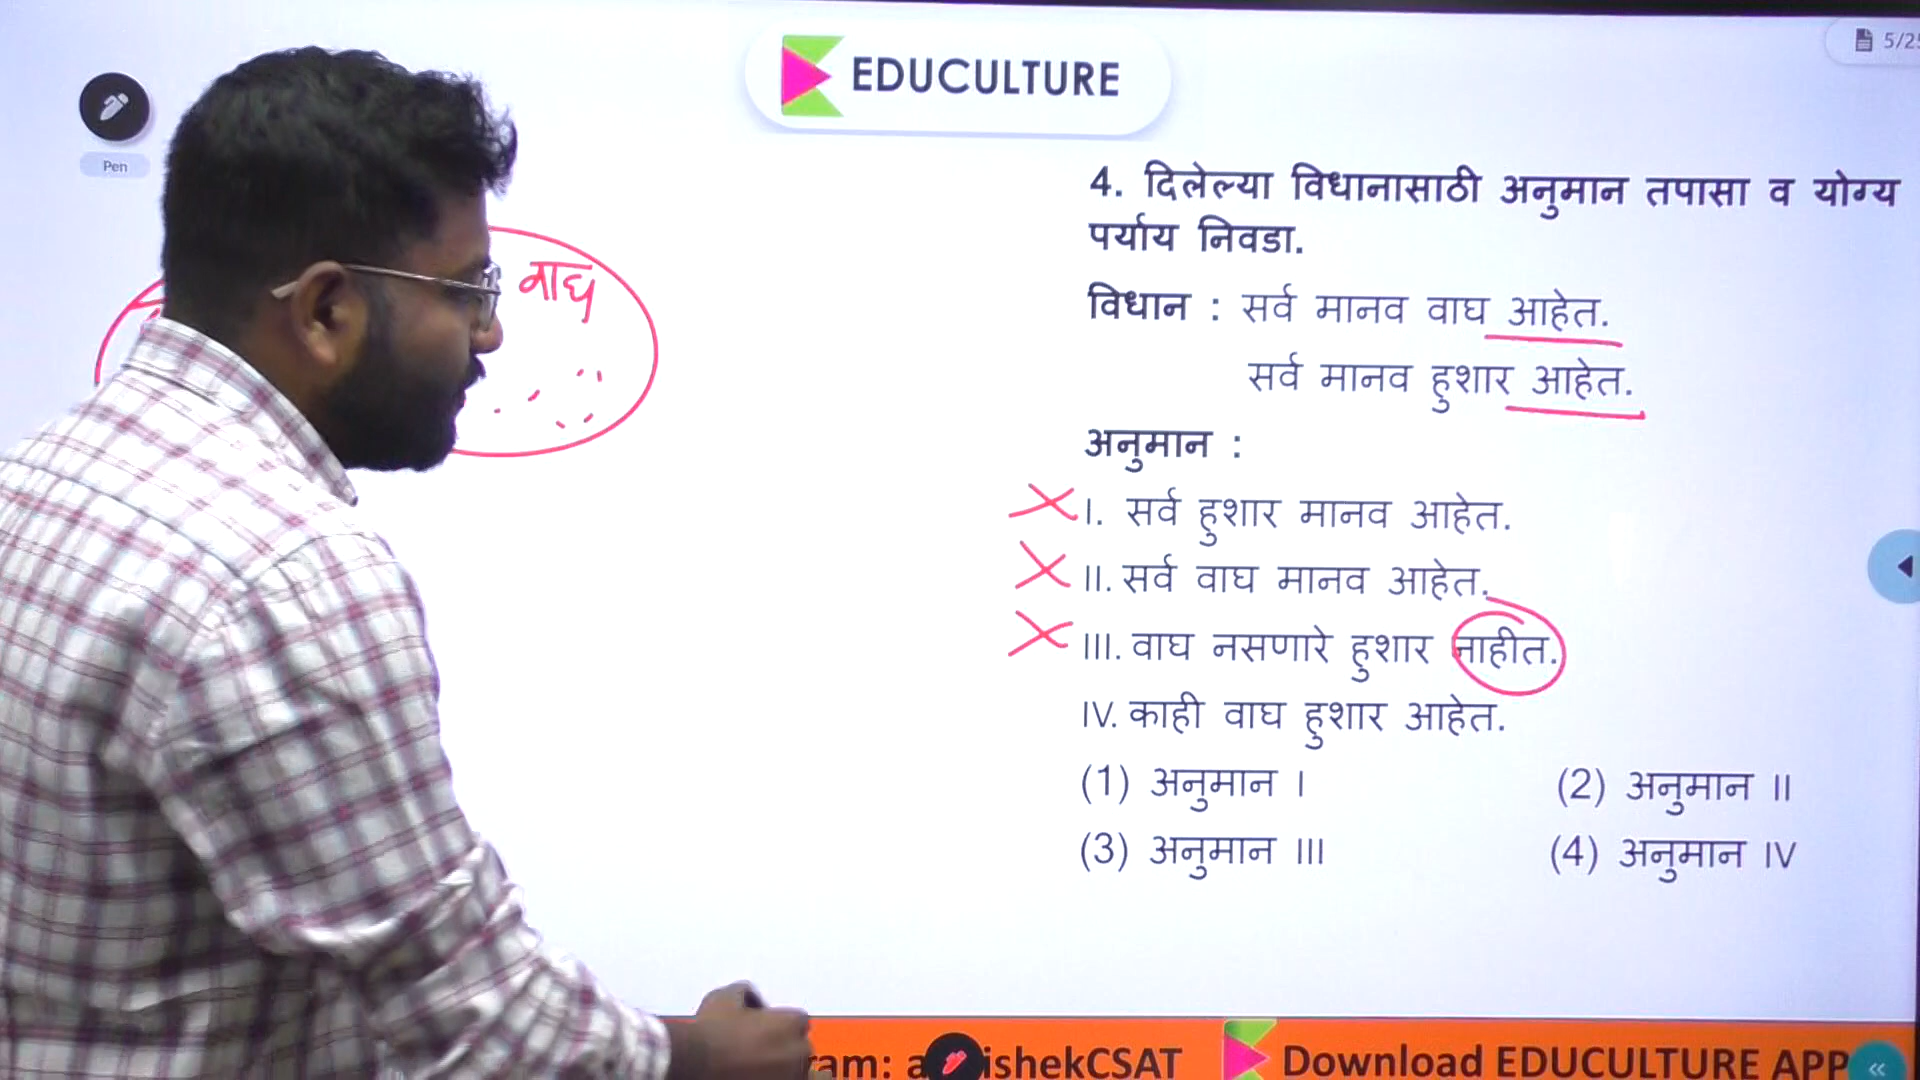 EDUCULTURE
5/25
Pen
वाघ
4. दिलेल्या विधानासाठी अनुमान तपासा व योग्य
पर्याय निवडा.
विधान : सर्व मानव वाघ आहेत.
सर्व मानव हुशार आहेत.
अनुमान :
I. सर्व हुशार मानव आहेत.
II. सर्व वाघ मानव आहेत.
III. वाघ नसणारे हुशार नाहीत.
IV. काही वाघ हुशार आहेत.
(1) अनुमान I (2) अनुमान II
(3) अनुमान III (4) अनुमान IV
Download EDUCULTURE APP